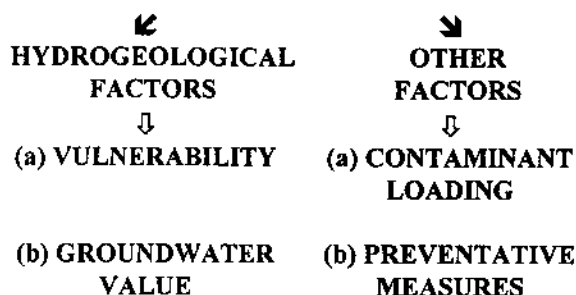 HYDROGEOLOGICAL
FACTORS
(a) VULNERABILITY
(b) GROUNDWATER
VALUE
OTHER
FACTORS
(a) CONTAMINANT
LOADING
(b) PREVENTATIVE
MEASURES